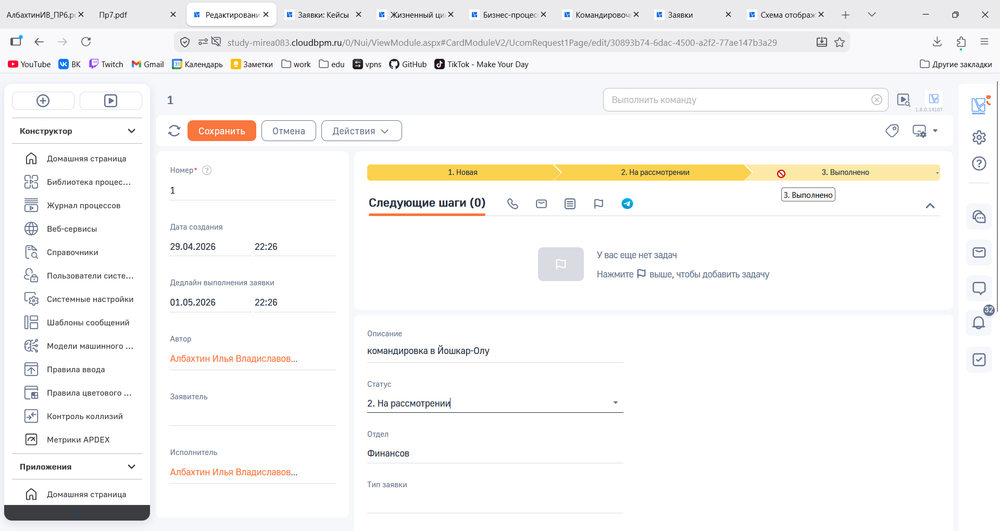 АлбахтинИВ_ПР6.pc
Пр7.pdf
Редактировани
Заявки: Кейсы
Жизненный ци
Бизнес-процес
Командировоч
Заявки
Схема отображ
study-mirea083.cloudbpm.ru/0/Nui/ViewModule.aspx#CardModuleV2/UcomRequest1Page/edit/30893b74-6dac-4500-a2f2-77ae147b3a29
YouTube
ВК
Twitch
Gmail
Календарь
Заметки
work
edu
vpns
GitHub
TikTok - Make Your Day
Другие закладки
Конструктор
Домашняя страница
Библиотека процес...
Журнал процессов
Веб-сервисы
Справочники
Пользователи систе...
Системные настройки
Шаблоны сообщений
Модели машинного ...
Правила ввода
Правила цветового ...
Контроль коллизий
Метрики APDEX
Приложения
Домашняя страница
1
Выполнить команду
1.8.0.14107
Сохранить
Отмена
Действия
Номер*
1
Дата создания
29.04.2026
22:26
Дедлайн выполнения заявки
01.05.2026
22:26
Автор
Албахтин Илья Владиславов...
Заявитель
Исполнитель
Албахтин Илья Владиславов...
1. Новая
2. На рассмотрении
3. Выполнено
3. Выполнено
Следующие шаги (0)
У вас еще нет задач
Нажмите выше, чтобы добавить задачу
Описание
командировка в Йошкар-Олу
Статус
2. На рассмотрении
Отдел
Финансов
Тип заявки
ЮКОМО
31
32